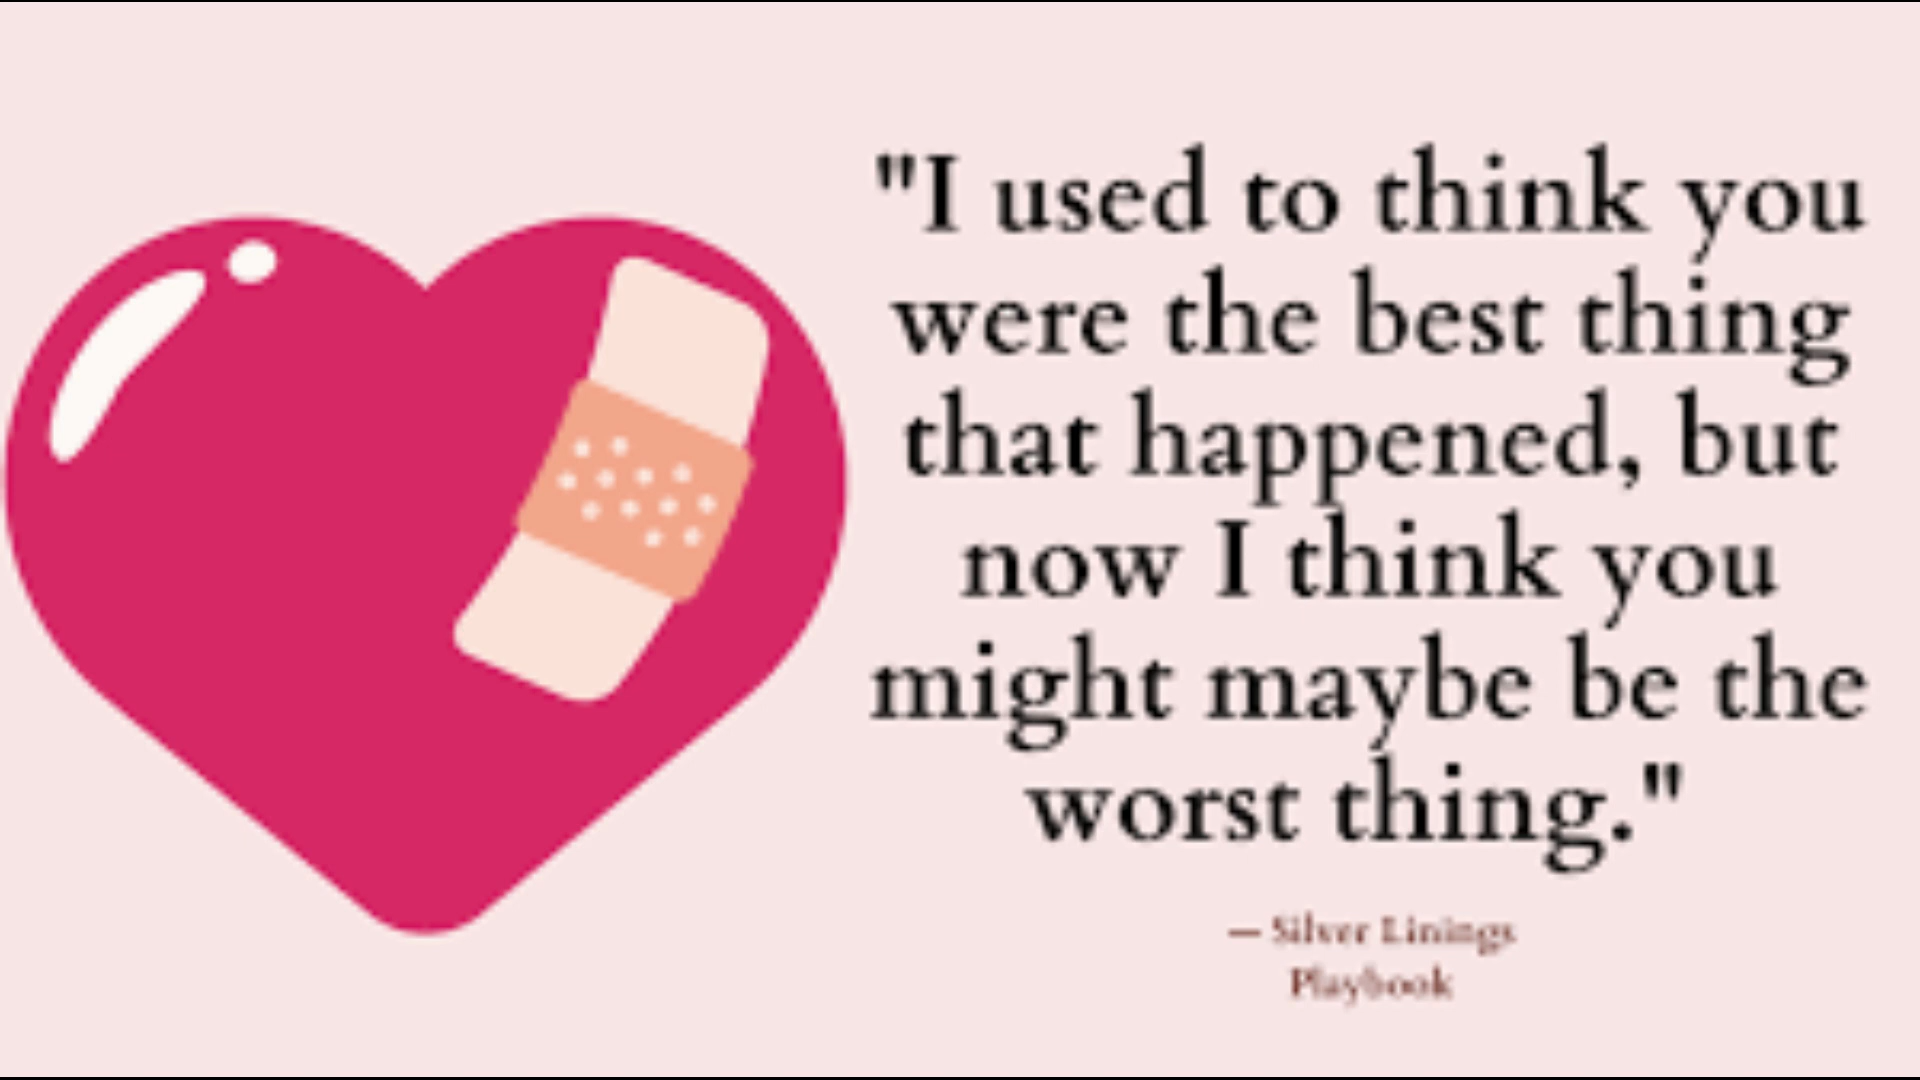 "I used to think you
were the best thing
that happened, but
now I think you
might maybe be the
worst thing."
— Silver Linings
Playbook